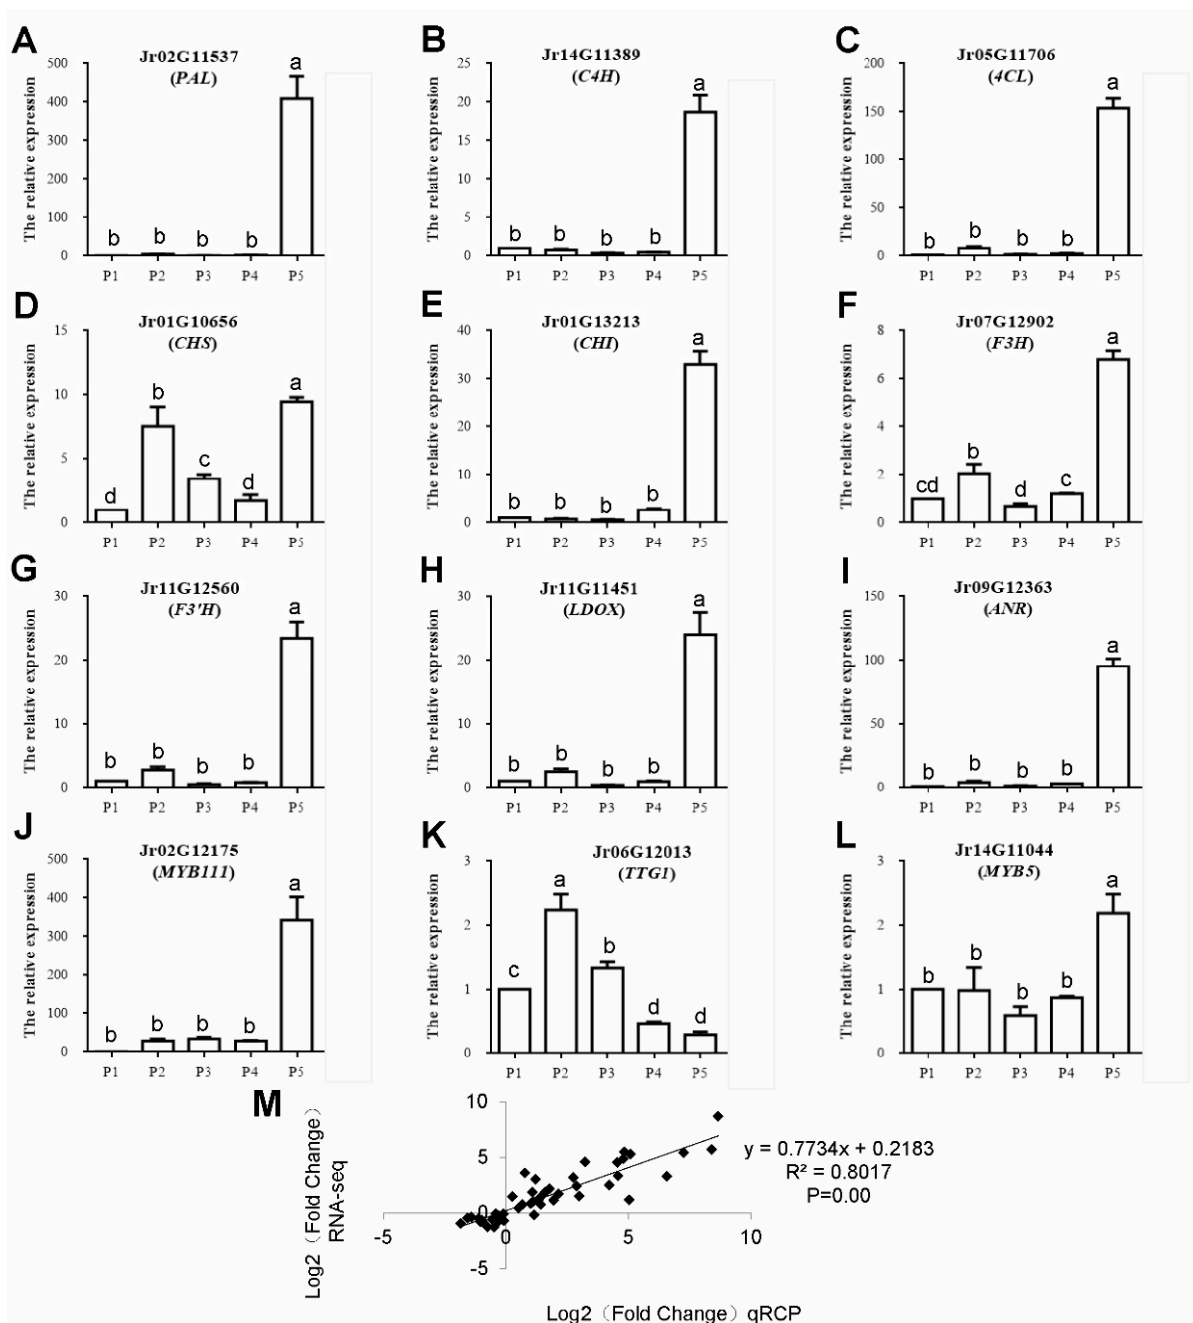 A
Jr02G11537
(PAL)
The relative expression
500
400
300
200
100
0
b
b
b
b
a
P1 P2 P3 P4 P5
B
Jr14G11389
(C4H)
The relative expression
25
20
15
10
5
0
b
b
b
b
a
P1 P2 P3 P4 P5
C
Jr05G11706
(4CL)
The relative expression
200
150
100
50
0
b
b
b
b
a
P1 P2 P3 P4 P5
D
Jr01G10656
(CHS)
The relative expression
15
10
5
0
d
b
c
d
a
P1 P2 P3 P4 P5
E
Jr01G13213
(CHI)
The relative expression
40
30
20
10
0
b
b
b
b
a
P1 P2 P3 P4 P5
F
Jr07G12902
(F3H)
The relative expression
8
6
4
2
0
cd
b
d
c
a
P1 P2 P3 P4 P5
G
Jr11G12560
(F3'H)
The relative expression
30
20
10
0
b
b
b
b
a
P1 P2 P3 P4 P5
H
Jr11G11451
(LDOX)
The relative expression
30
20
10
0
b
b
b
b
a
P1 P2 P3 P4 P5
I
Jr09G12363
(ANR)
The relative expression
150
100
50
0
b
b
b
b
a
P1 P2 P3 P4 P5
J
Jr02G12175
(MYB111)
The relative expression
500
400
300
200
100
0
b
b
b
b
a
P1 P2 P3 P4 P5
K
Jr06G12013
(TTG1)
The relative expression
3
2
1
0
c
a
b
d
d
P1 P2 P3 P4 P5
L
Jr14G11044
(MYB5)
The relative expression
3
2
1
0
b
b
b
b
a
P1 P2 P3 P4 P5
M
Log2（Fold Change）
RNA-seq
10
5
0
-5
-5 0 5 10
y = 0.7734x + 0.2183
R² = 0.8017
P=0.00
Log2（Fold Change）qRCP